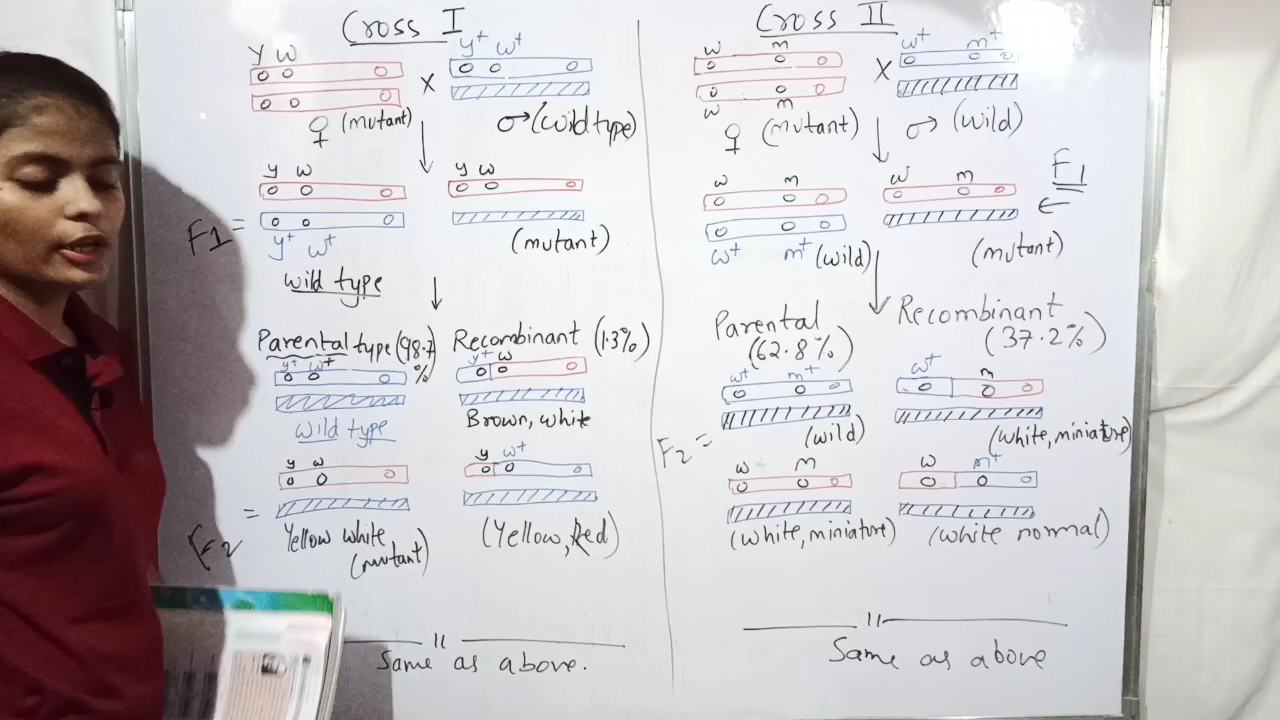 Cross I
y w
y+ w+
♀ (mutant)
X
♂ (Wild type)
y w
y w
F1 =
y+ w+
(mutant)
wild type
Parental type (98.7%)
Recombinant (1.3%)
y+ w+
y+ w
Wild type
Brown, white
y w
y w+
F2 =
Yellow white
(mutant)
(Yellow, Red)
"
Same as above.
Cross II
w m
w+ m+
w m
♀ (mutant)
X
♂ (wild)
w m
w m
F1
w+ m+ (wild)
(mutant)
Parental
(62.8%)
Recombinant
(37.2%)
w+ m+
w+ m
(wild)
(white, miniature)
F2 =
w m
w m+
(white, miniature)
(white normal)
"
Same as above